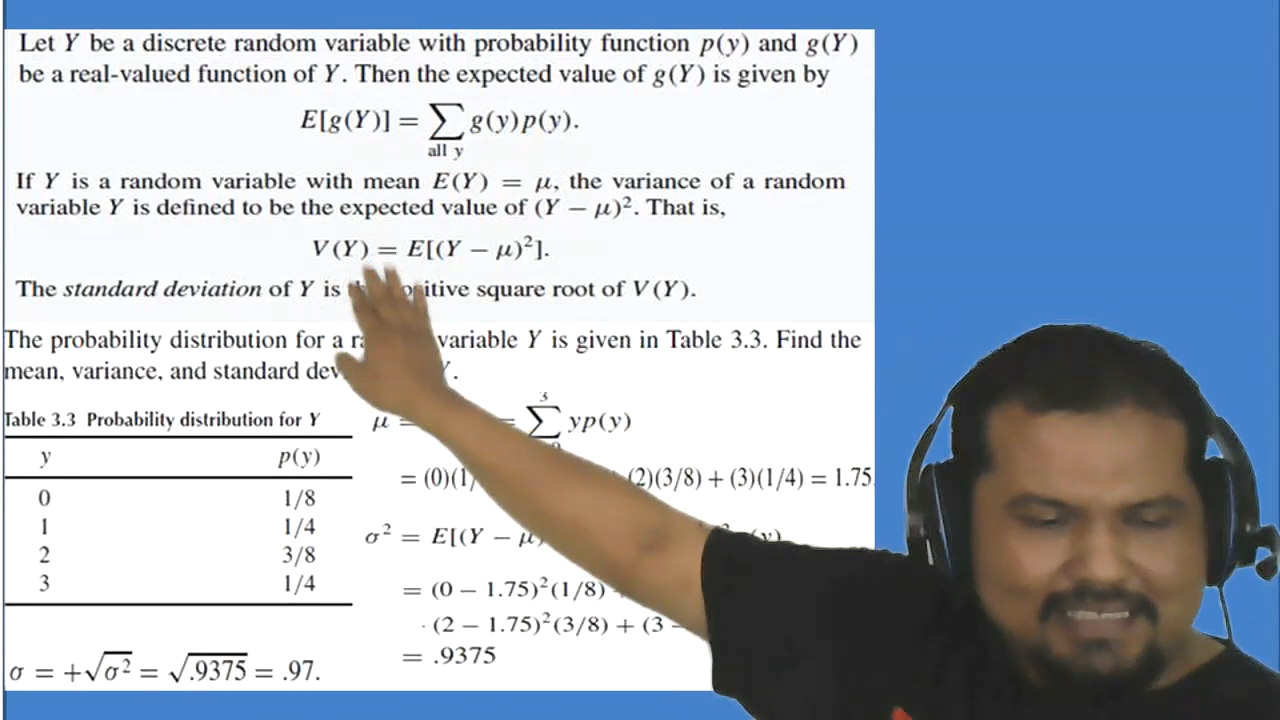 Let Y be a discrete random variable with probability function p(y) and g(Y)
be a real-valued function of Y. Then the expected value of g(Y) is given by
E[g(Y)] = ∑ g(y)p(y).
all y
If Y is a random variable with mean E(Y) = μ, the variance of a random
variable Y is defined to be the expected value of (Y − μ)². That is,
V(Y) = E[(Y − μ)²].
The standard deviation of Y is square root of V(Y).
The probability distribution for a variable Y is given in Table 3.3. Find the
mean, variance, and standard
Table 3.3 Probability distribution for Y
y p(y)
0 1/8
1 1/4
2 3/8
3 1/4
σ = +√σ² = √.9375 = .97.
3
μ = = ∑ yp(y)
= (0)(1/ (2)(3/8) + (3)(1/4) = 1.75
σ² = E[(Y − μ)
= (0 − 1.75)²(1/8)
(2 − 1.75)²(3/8) + (3 −
= .9375